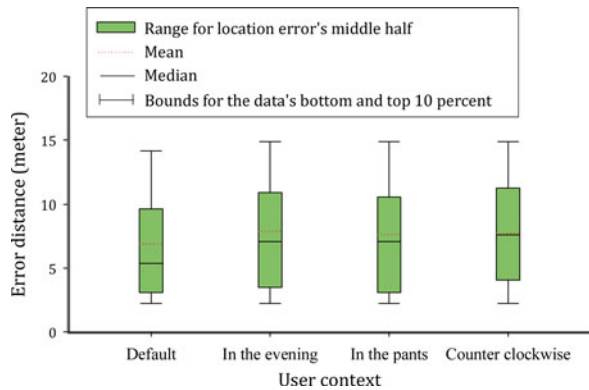 Range for location error's middle half
Mean
Median
Bounds for the data's bottom and top 10 percent
Error distance (meter)
20
15
10
5
0
Default
In the evening
In the pants
Counter clockwise
User context